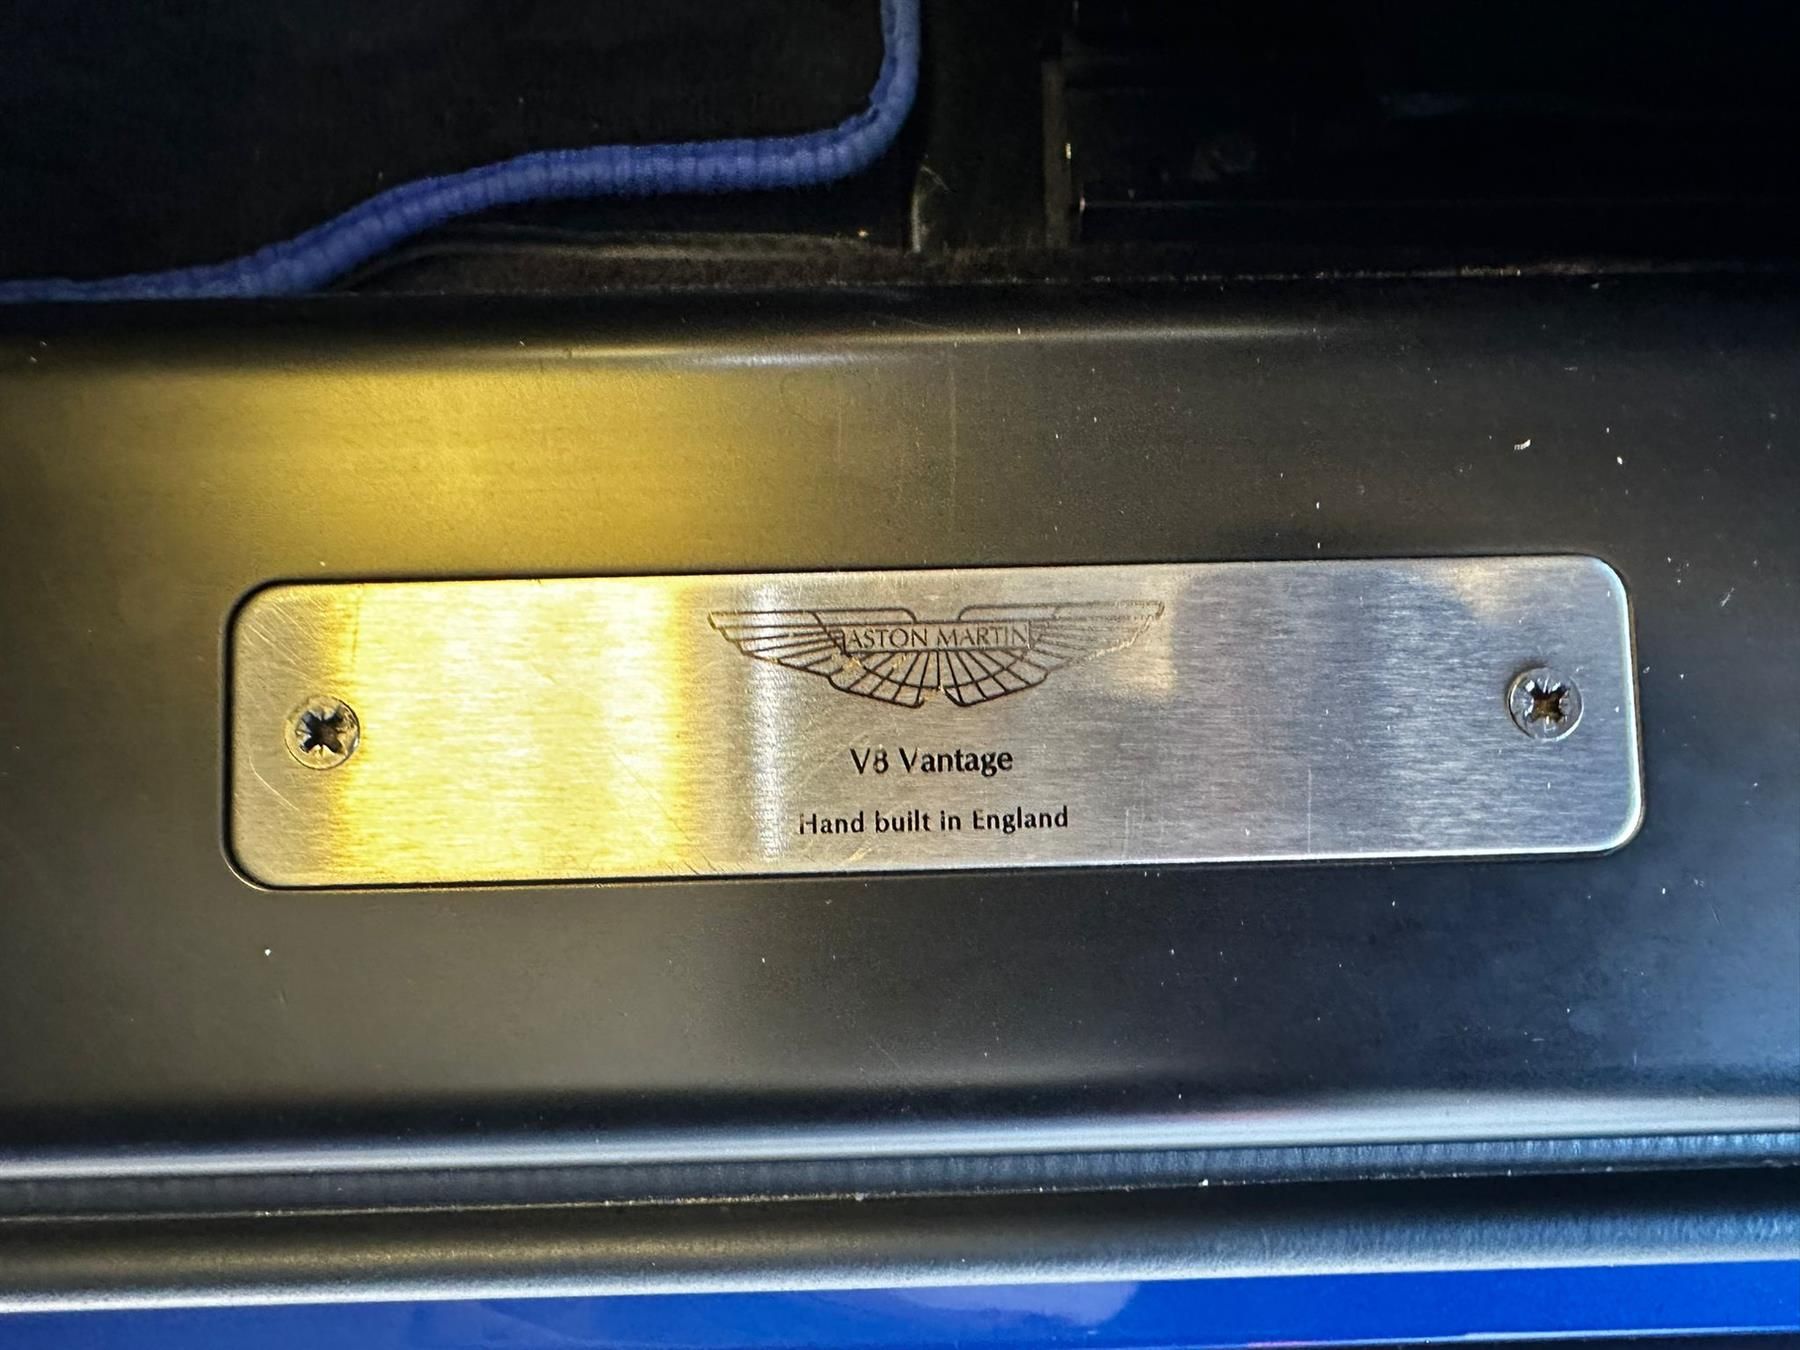 ASTON MARTIN
V8 Vantage
Hand built in England